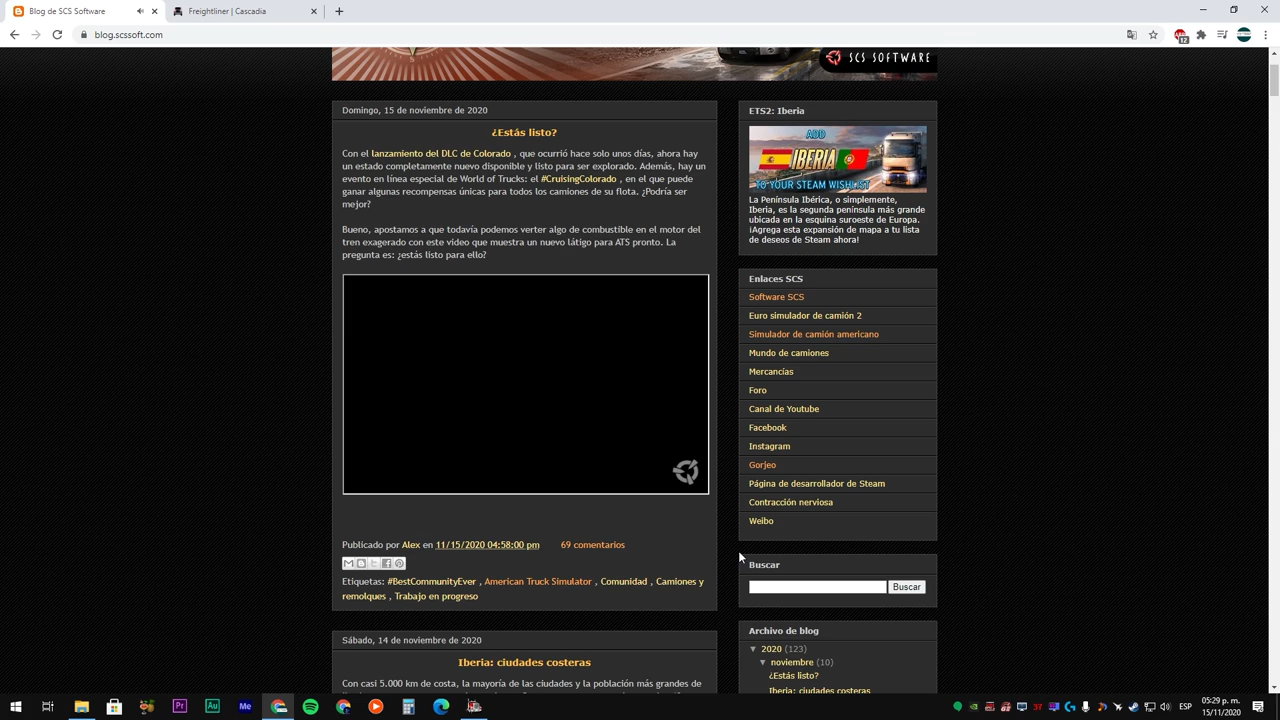 Blog de SCS Software
Freightliner | Cascadia
blog.scssoft.com
12
SCS SOFTWARE
Domingo, 15 de noviembre de 2020
¿Estás listo?
Con el lanzamiento del DLC de Colorado , que ocurrió hace solo unos días, ahora hay
un estado completamente nuevo disponible y listo para ser explorado. Además, hay un
evento en línea especial de World of Trucks: el #CruisingColorado , en el que puede
ganar algunas recompensas únicas para todos los camiones de su flota. ¿Podría ser
mejor?
Bueno, apostamos a que todavía podemos verter algo de combustible en el motor del
tren exagerado con este video que muestra un nuevo látigo para ATS pronto. La
pregunta es: ¿estás listo para ello?
Publicado por Alex en 11/15/2020 04:58:00 pm 69 comentarios
Etiquetas: #BestCommunityEver , American Truck Simulator , Comunidad , Camiones y
remolques , Trabajo en progreso
Sábado, 14 de noviembre de 2020
Iberia: ciudades costeras
Con casi 5.000 km de costa, la mayoría de las ciudades y la población más grandes de
ETS2: Iberia
ADD
IBERIA
TO YOUR STEAM WISHLIST
La Península Ibérica, o simplemente,
Iberia, es la segunda península más grande
ubicada en la esquina suroeste de Europa.
¡Agrega esta expansión de mapa a tu lista
de deseos de Steam ahora!
Enlaces SCS
Software SCS
Euro simulador de camión 2
Simulador de camión americano
Mundo de camiones
Mercancías
Foro
Canal de Youtube
Facebook
Instagram
Gorjeo
Página de desarrollador de Steam
Contracción nerviosa
Weibo
Buscar
Buscar
Archivo de blog
2020 (123)
noviembre (10)
¿Estás listo?
Iberia: ciudades costeras
Pr
Au
Me
37
ESP
05:29 p. m.
15/11/2020